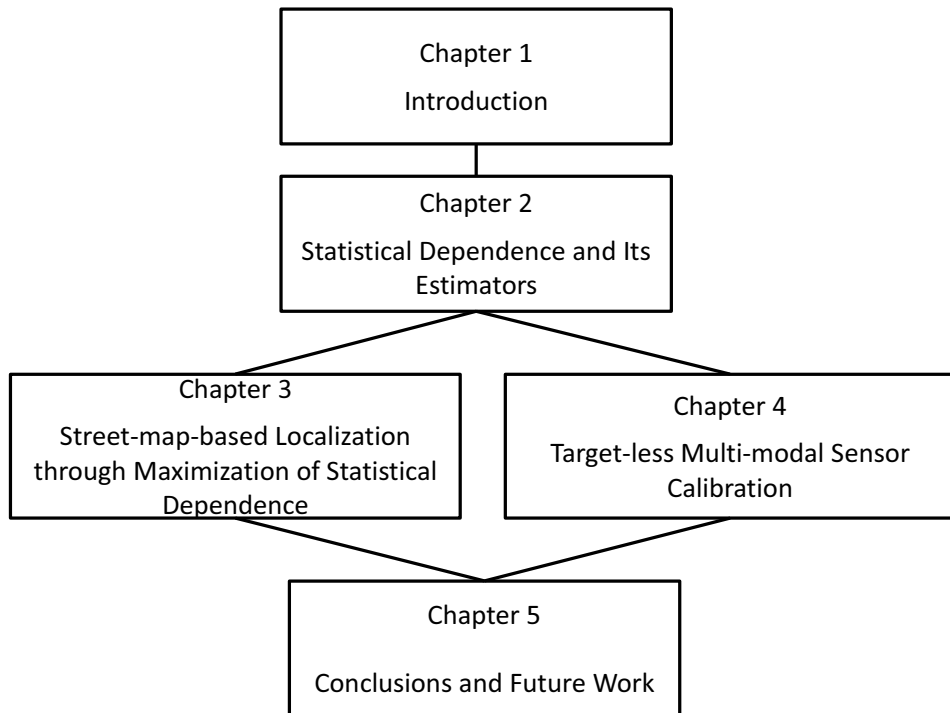 Chapter 1
Introduction
Chapter 2
Statistical Dependence and Its
Estimators
Chapter 3
Street-map-based Localization
through Maximization of Statistical
Dependence
Chapter 4
Target-less Multi-modal Sensor
Calibration
Chapter 5
Conclusions and Future Work